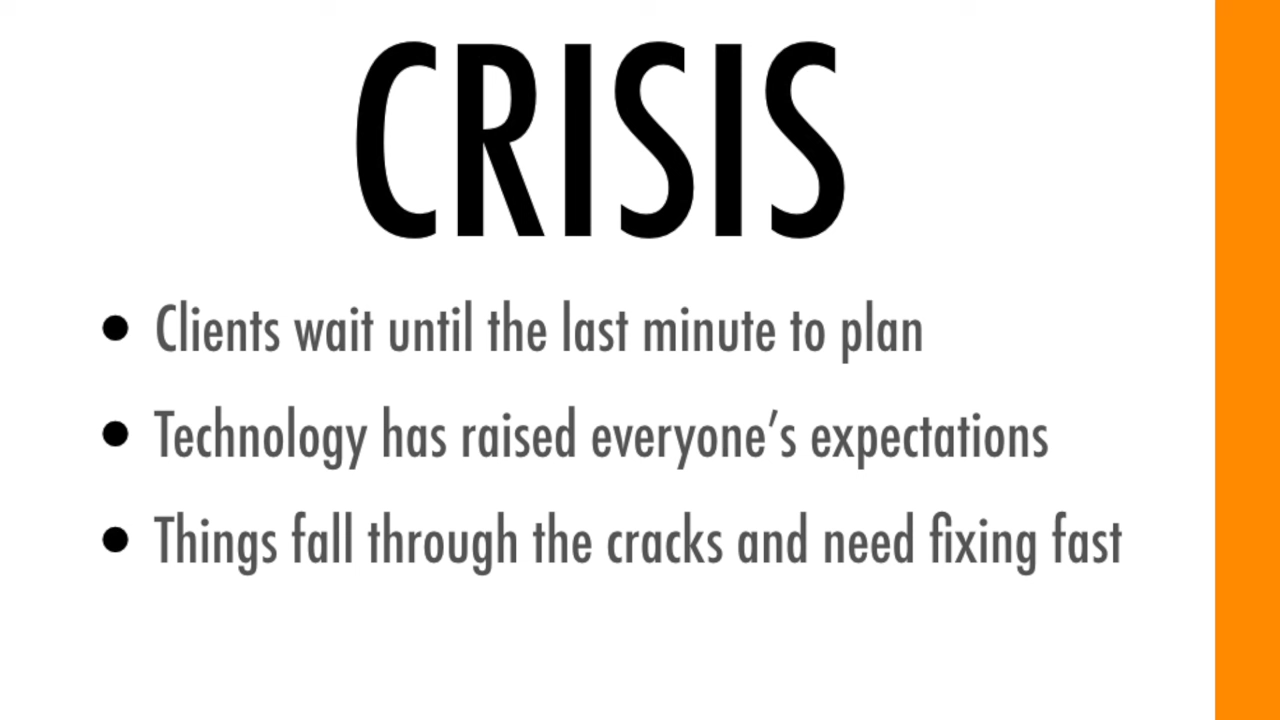 CRISIS
• Clients wait until the last minute to plan
• Technology has raised everyone’s expectations
• Things fall through the cracks and need fixing fast